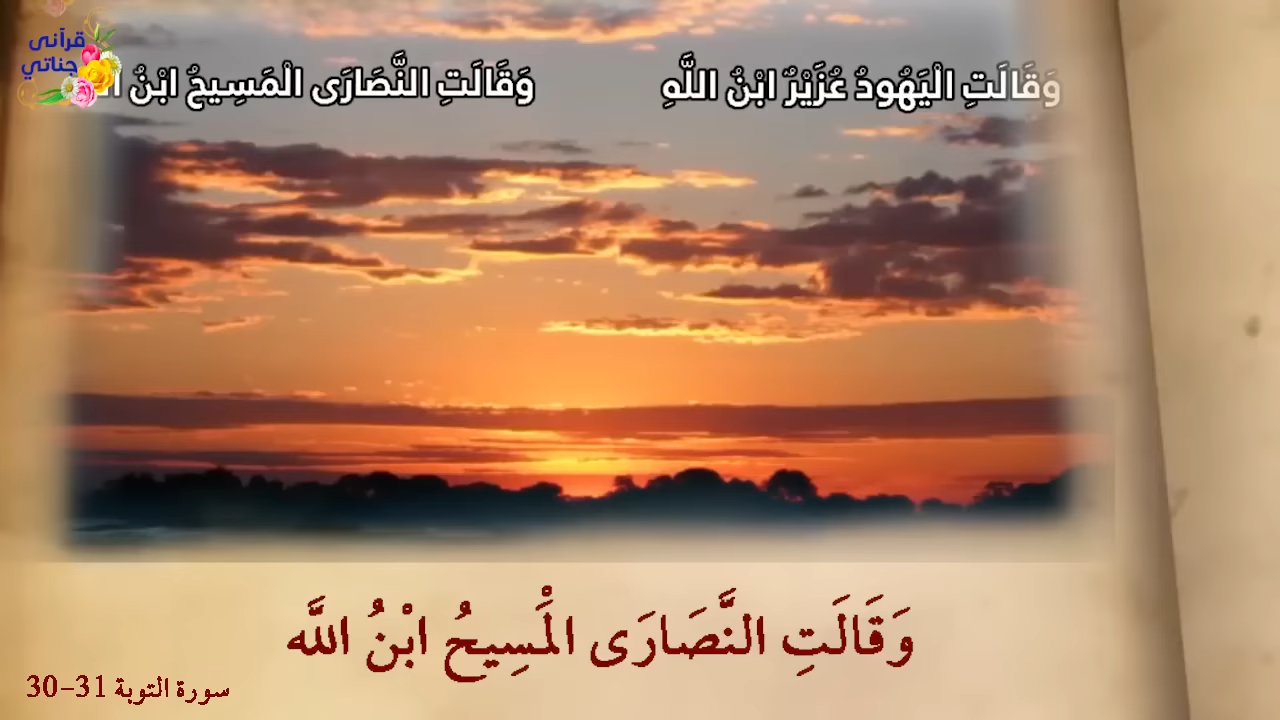 قرآنى
جناتي
وَقَالَتِ الْيَهُودُ عُزَيْرٌ ابْنُ اللَّهِ
وَقَالَتِ النَّصَارَى الْمَسِيحُ ابْنُ
وَقَالَتِ النَّصَارَى الْمَسِيحُ ابْنُ اللَّه
سورة التوبة 31-30